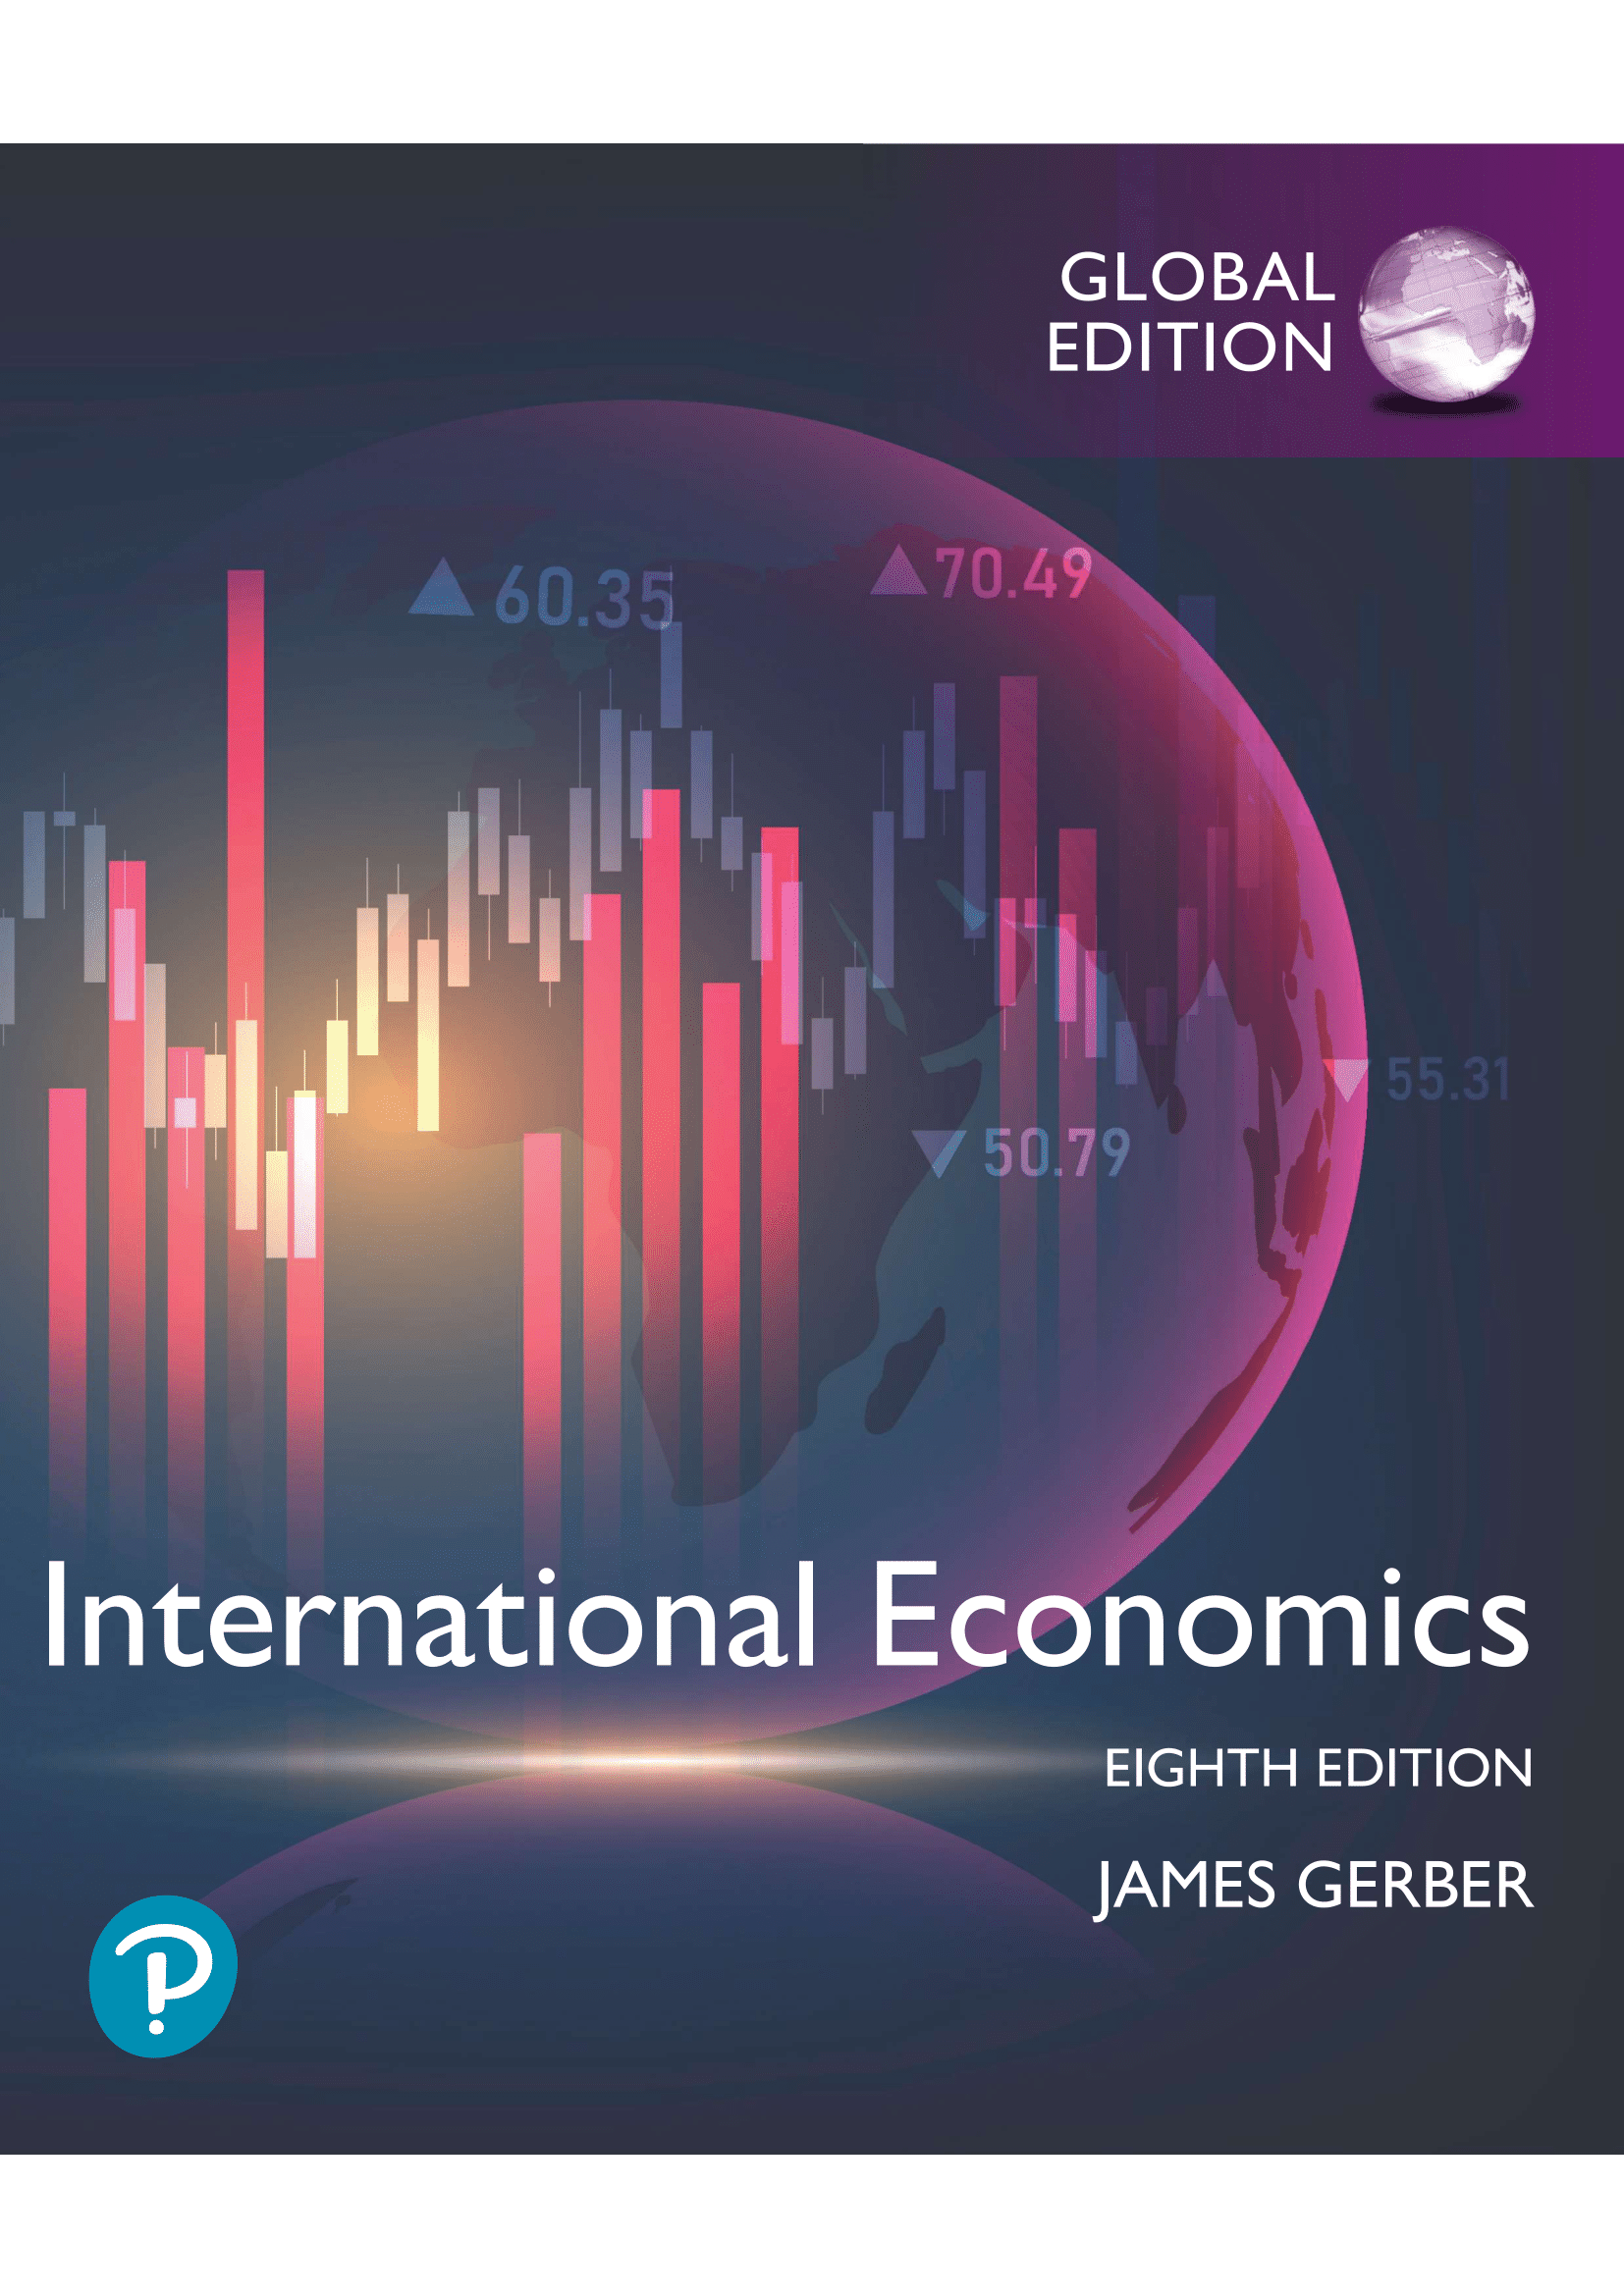 GLOBAL
EDITION
▲ 60.35
▲ 70.49
▼ 55.31
▼ 50.79
International Economics
EIGHTH EDITION
JAMES GERBER
P